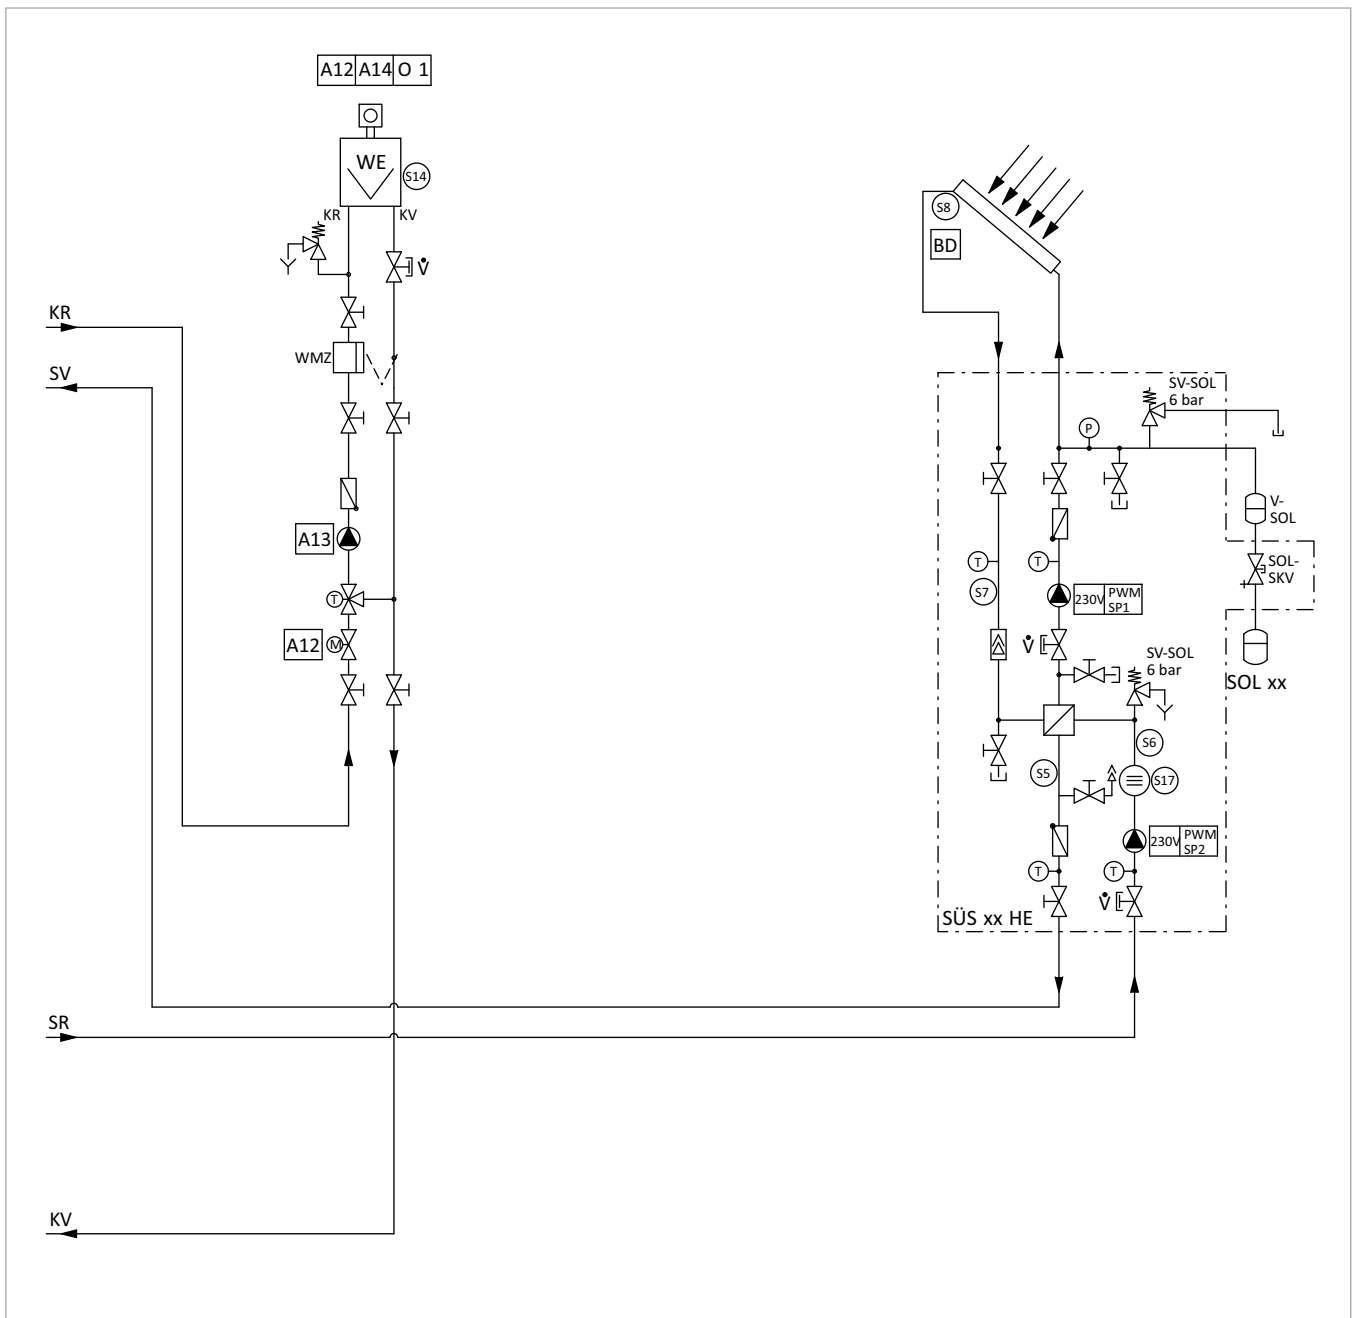 A12 A14 O 1
WE
S14
KR
KV
V̇
KR
WMZ
SV
A13
T
A12
M
S8
BD
SV-SOL
6 bar
P
V-
SOL
SOL-
SKV
T
T
S7
230V
PWM
SP1
V̇
SV-SOL
6 bar
SOL xx
S6
S5
S17
230V
PWM
SP2
T
T
V̇
SÜS xx HE
SR
KV